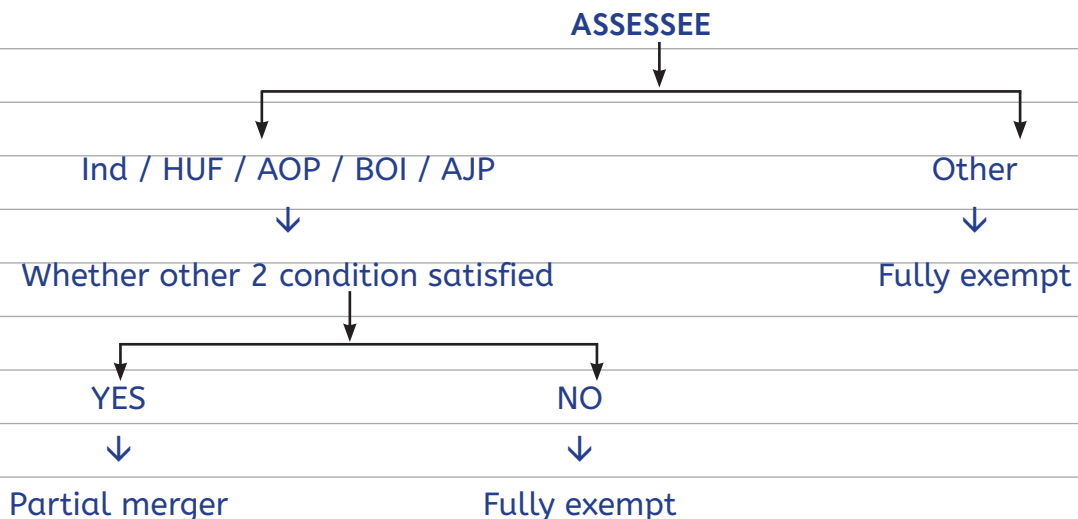 ASSESSEE
Ind / HUF / AOP / BOI / AJP
Other
Whether other 2 condition satisfied
Fully exempt
YES
NO
Partial merger
Fully exempt